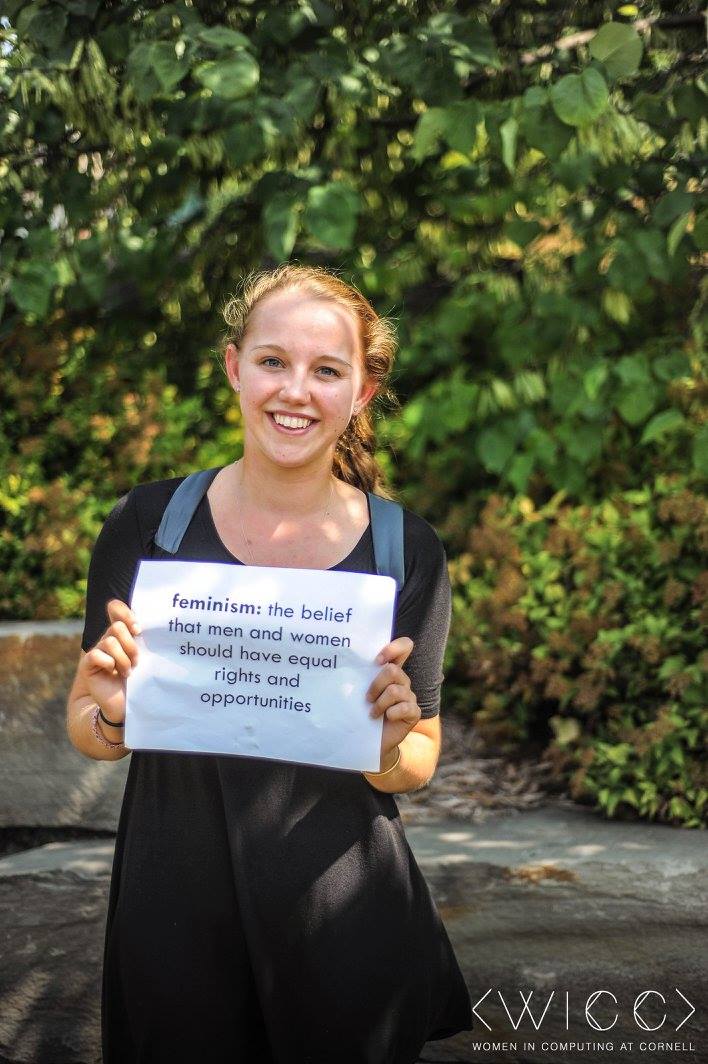 feminism: the belief
that men and women
should have equal
rights and
opportunities
<WICC>
WOMEN IN COMPUTING AT CORNELL